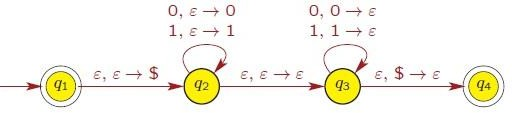 0, ε → 0
1, ε → 1
0, 0 → ε
1, 1 → ε
q1
ε, ε → $
q2
ε, ε → ε
q3
ε, $ → ε
q4